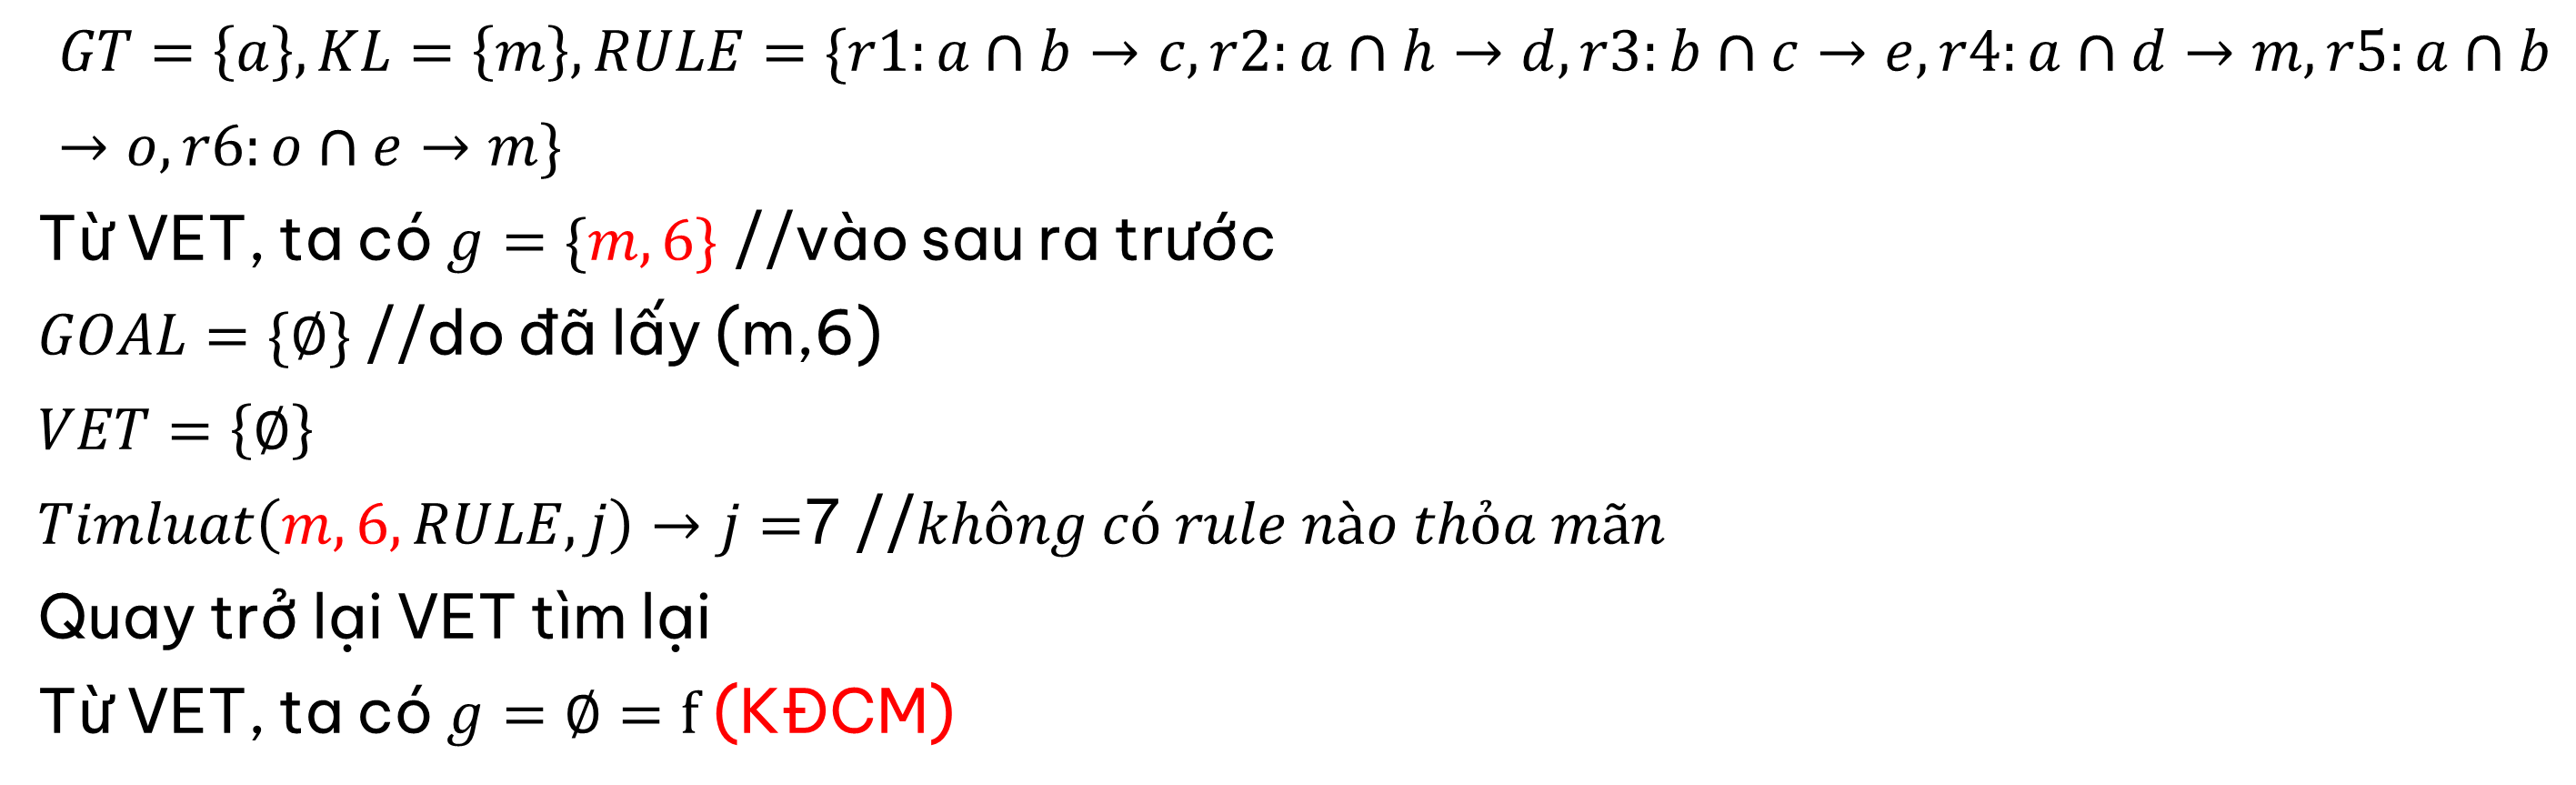 GT = {a}, KL = {m}, RULE = {r1: a ∩ b → c, r2: a ∩ h → d, r3: b ∩ c → e, r4: a ∩ d → m, r5: a ∩ b
→ o, r6: o ∩ e → m}
Từ VET, ta có g = {m, 6} //vào sau ra trước
GOAL = {∅} //do đã lấy (m,6)
VET = {∅}
Timluat(m, 6, RULE, j) → j =7 //không có rule nào thỏa mãn
Quay trở lại VET tìm lại
Từ VET, ta có g = ∅ = f (KĐCM)